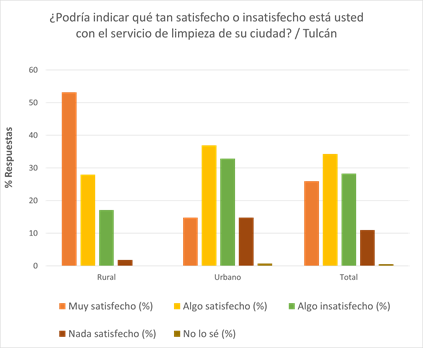 ¿Podría indicar qué tan satisfecho o insatisfecho está usted
con el servicio de limpieza de su ciudad? / Tulcán
% Respuestas
60
50
40
30
20
10
0
Rural Urbano Total
Muy satisfecho (%) Algo satisfecho (%) Algo insatisfecho (%)
Nada satisfecho (%) No lo sé (%)